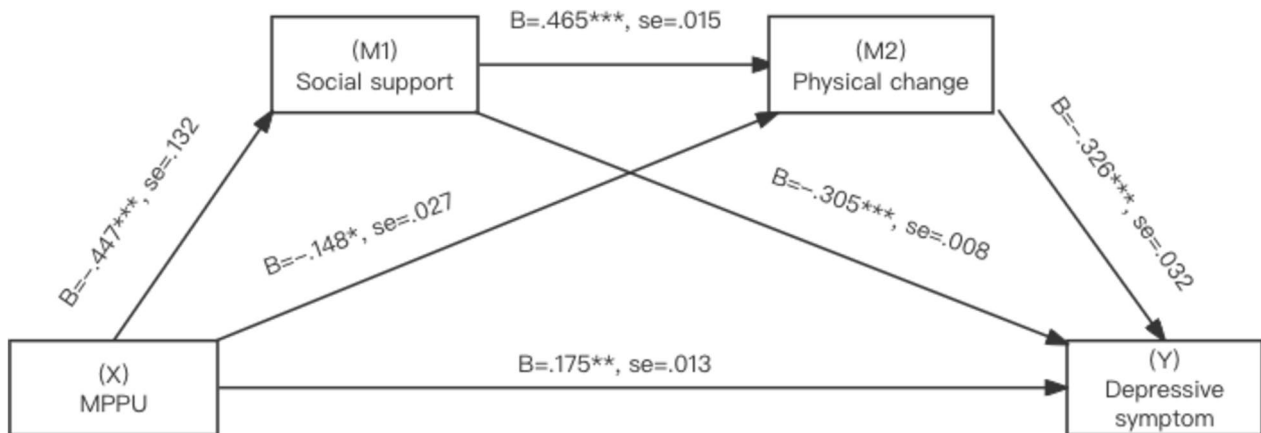 B=.465***, se=.015
(M1)
Social support
(M2)
Physical change
B=-.447***, se=.132
B=-.148*, se=.027
B=-.305***, se=.008
B=-.326***, se=.032
B=.175**, se=.013
(X)
MPPU
(Y)
Depressive
symptom